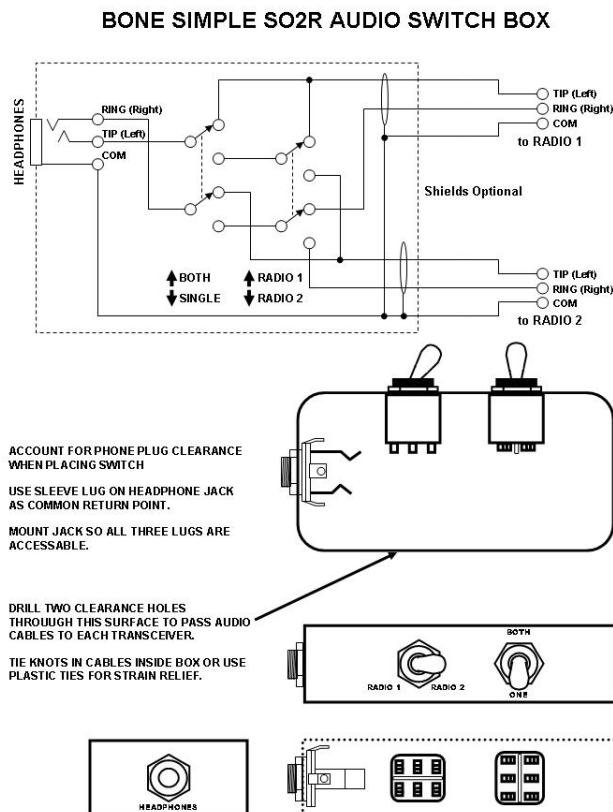 BONE SIMPLE SO2R AUDIO SWITCH BOX
HEADPHONES
RING (Right)
TIP (Left)
COM
TIP (Left)
RING (Right)
COM
to RADIO 1
Shields Optional
BOTH
SINGLE
RADIO 1
RADIO 2
TIP (Left)
RING (Right)
COM
to RADIO 2
ACCOUNT FOR PHONE PLUG CLEARANCE
WHEN PLACING SWITCH
USE SLEEVE LUG ON HEADPHONE JACK
AS COMMON RETURN POINT.
MOUNT JACK SO ALL THREE LUGS ARE
ACCESSABLE.
DRILL TWO CLEARANCE HOLES
THROUUGH THIS SURFACE TO PASS AUDIO
CABLES TO EACH TRANSCEIVER.
TIE KNOTS IN CABLES INSIDE BOX OR USE
PLASTIC TIES FOR STRAIN RELIEF.
BOTH
RADIO 1
RADIO 2
ONE
HEADPHONES